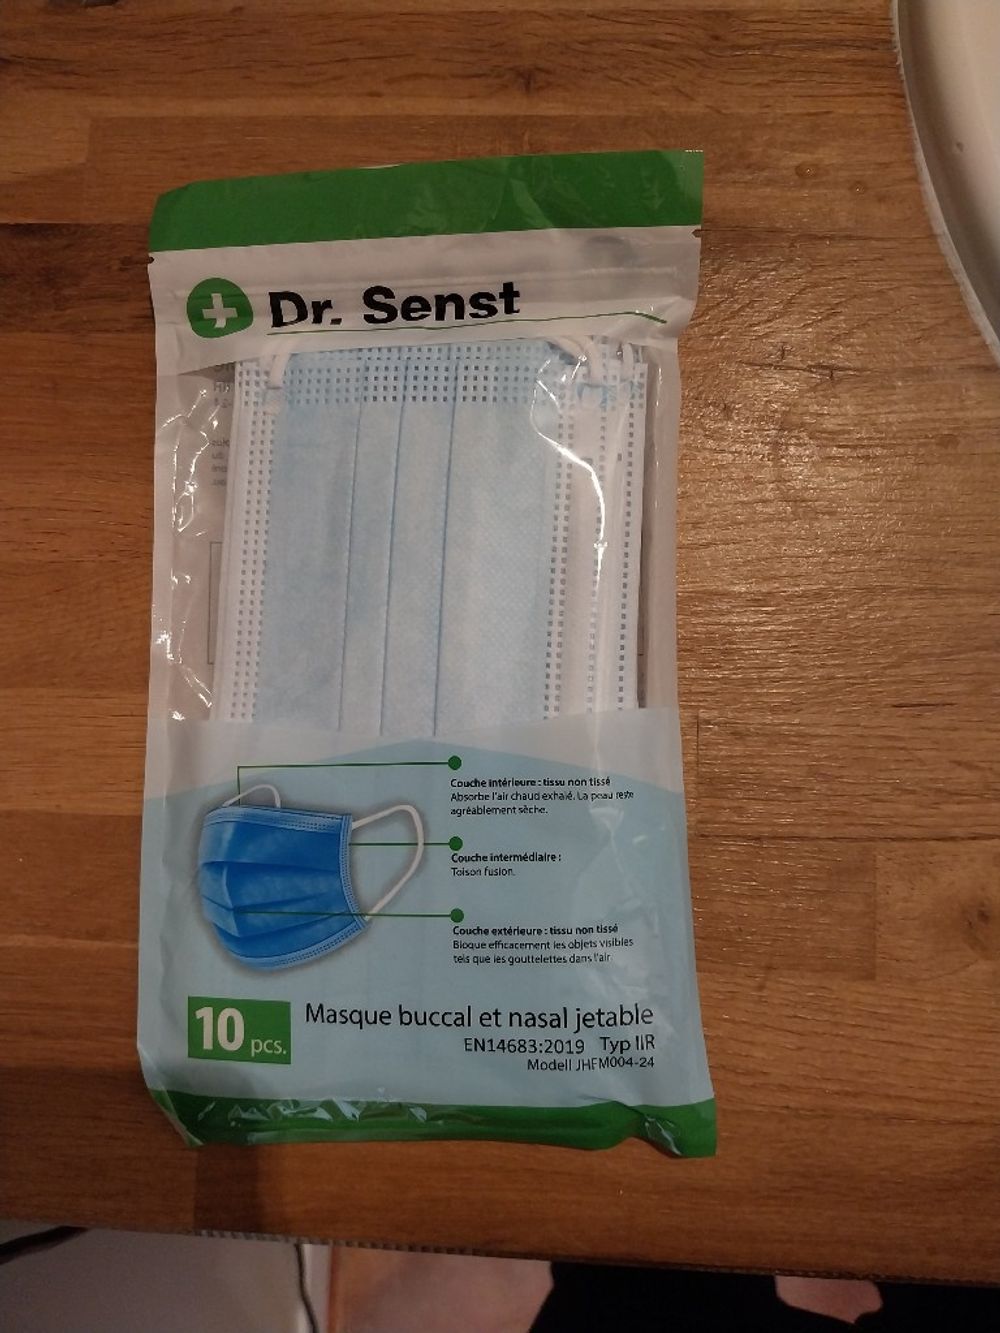 Dr. Senst
Couche intérieure : tissu non tissé
Absorbe l'air chaud exhalé. La peau reste
agréablement sèche.
Couche intermédiaire :
Toison fusion.
Couche extérieure : tissu non tissé
Bloque efficacement les objets visibles
tels que les gouttelettes dans l'air
10 pcs.
Masque buccal et nasal jetable
EN14683:2019 Typ IIR
Modell JHFM004-24